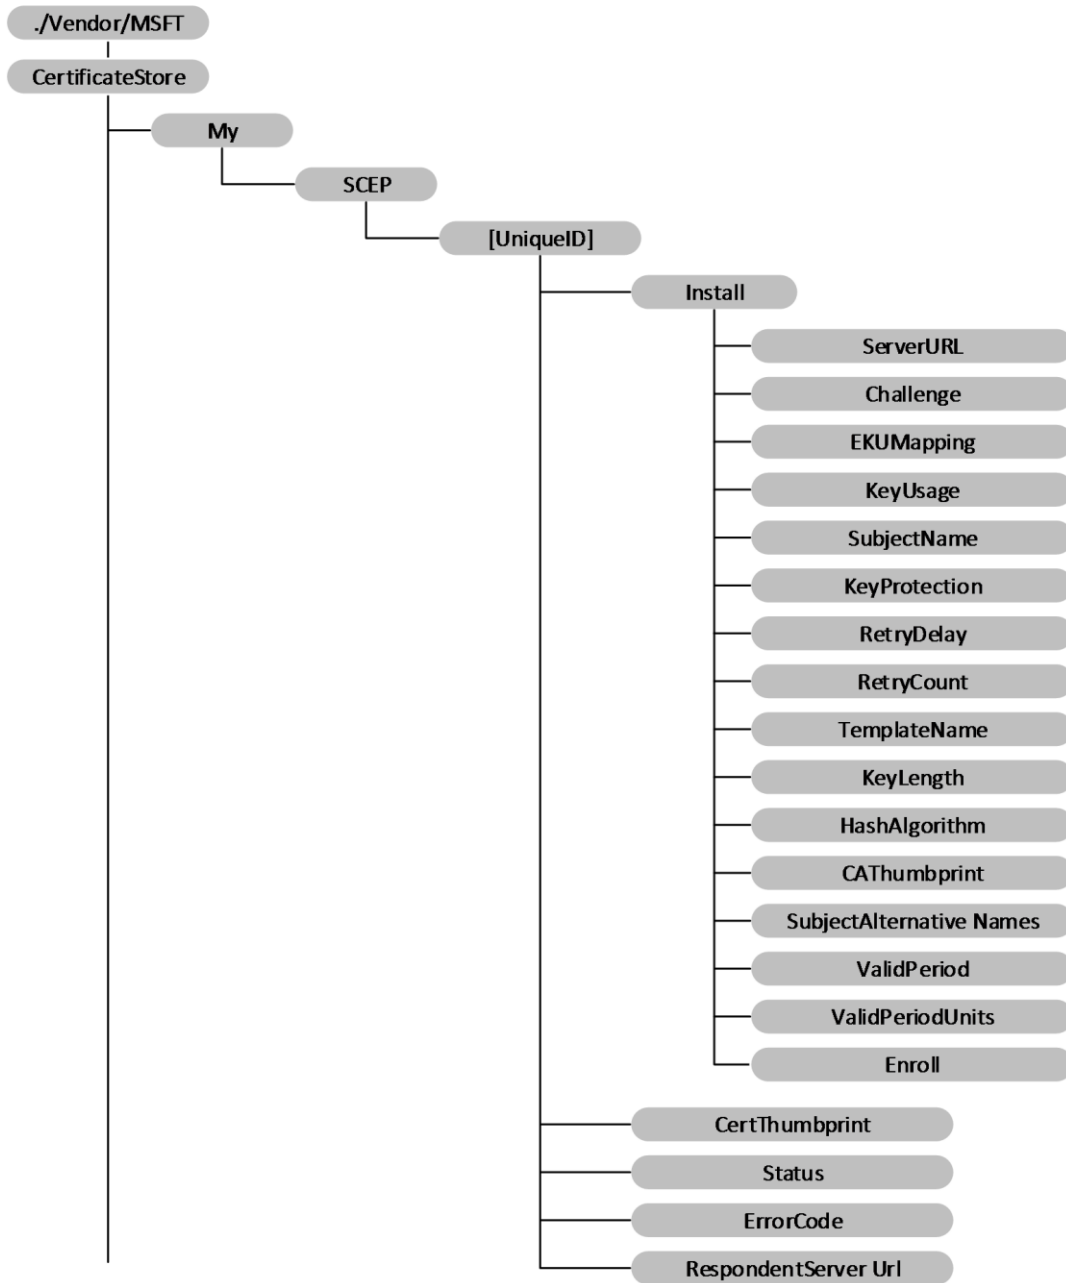 ./Vendor/MSFT
CertificateStore
My
SCEP
[UniqueID]
Install
ServerURL
Challenge
EKUMapping
KeyUsage
SubjectName
KeyProtection
RetryDelay
RetryCount
TemplateName
KeyLength
HashAlgorithm
CAThumbprint
SubjectAlternative Names
ValidPeriod
ValidPeriodUnits
Enroll
CertThumbprint
Status
ErrorCode
RespondentServer Url